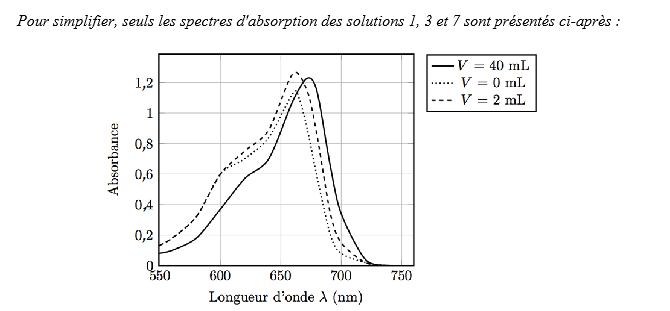 Pour simplifier, seuls les spectres d'absorption des solutions 1, 3 et 7 sont présentés ci-après :
V = 40 mL
V = 0 mL
V = 2 mL
1,2
1
0,8
0,6
0,4
0,2
0
Absorbance
550 600 650 700 750
Longueur d'onde λ (nm)